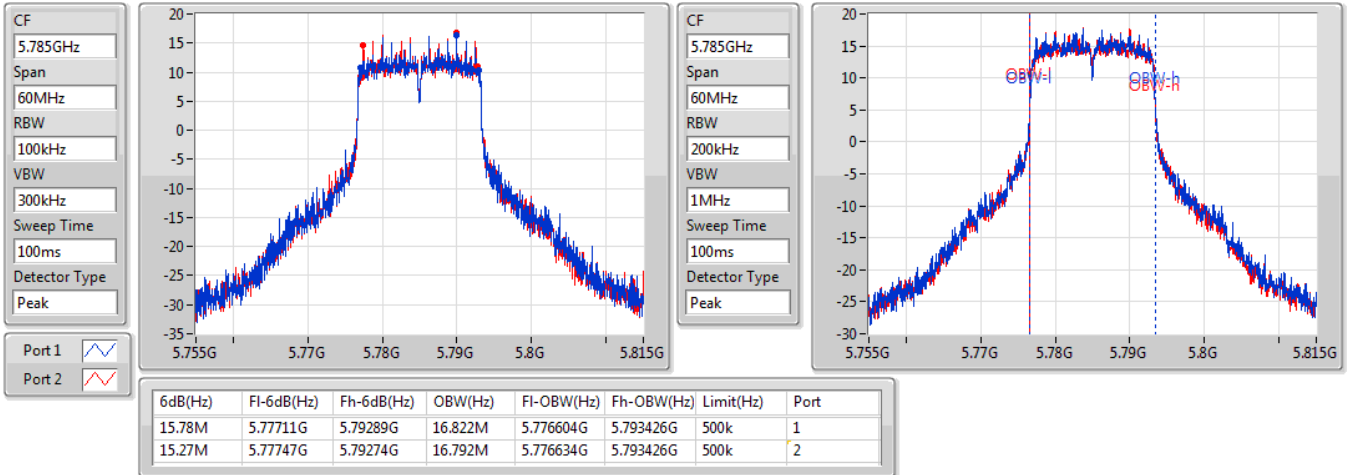 CF
5.785GHz
Span
60MHz
RBW
100kHz
VBW
300kHz
Sweep Time
100ms
Detector Type
Peak
Port 1
Port 2
20
15
10
5
0
-5
-10
-15
-20
-25
-30
-35
5.755G 5.77G 5.78G 5.79G 5.8G 5.815G
CF
5.785GHz
Span
60MHz
RBW
200kHz
VBW
1MHz
Sweep Time
100ms
Detector Type
Peak
20
15
10
5
0
-5
-10
-15
-20
-25
-30
OBW-l OBW-h
OBW-l OBW-h
5.755G 5.77G 5.78G 5.79G 5.8G 5.815G
6dB(Hz) Fl-6dB(Hz) Fh-6dB(Hz) OBW(Hz) Fl-OBW(Hz) Fh-OBW(Hz) Limit(Hz) Port
15.78M 5.77711G 5.79289G 16.822M 5.776604G 5.793426G 500k 1
15.27M 5.77747G 5.79274G 16.792M 5.776634G 5.793426G 500k 2